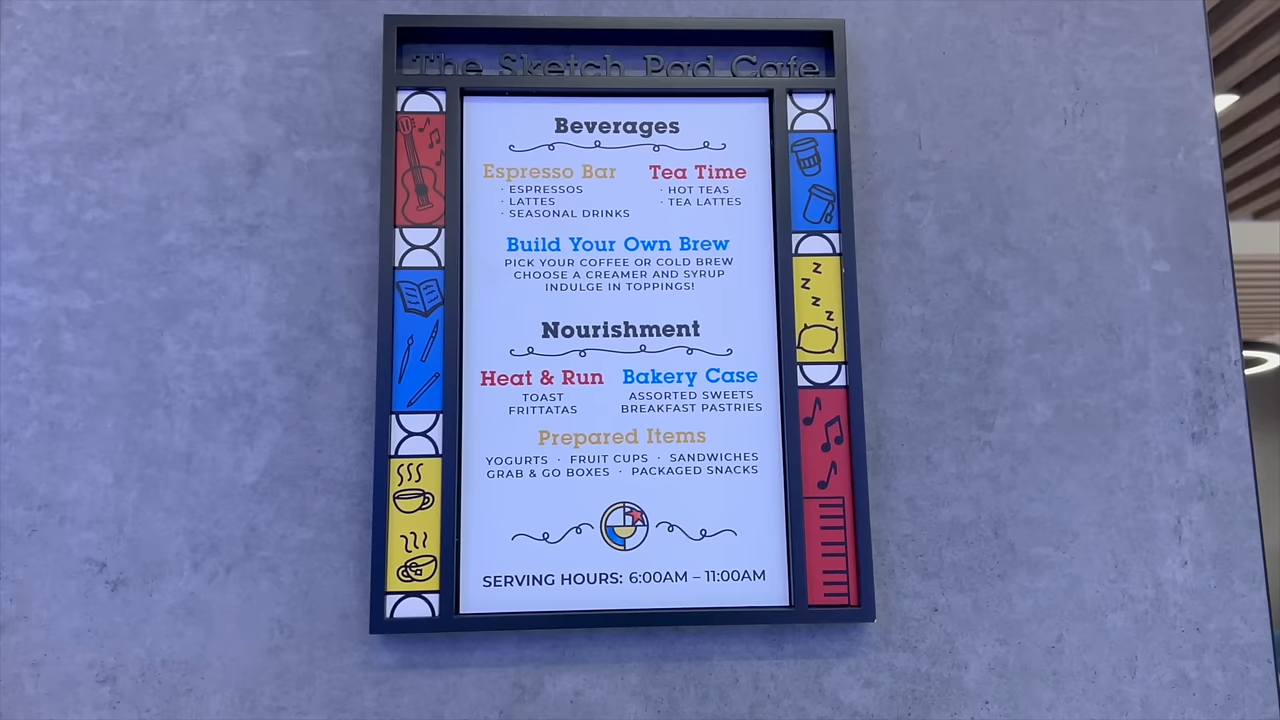 The Sketch Pad Cafe
Beverages
Espresso Bar
· ESPRESSOS
· LATTES
· SEASONAL DRINKS
Tea Time
· HOT TEAS
· TEA LATTES
Build Your Own Brew
PICK YOUR COFFEE OR COLD BREW
CHOOSE A CREAMER AND SYRUP
INDULGE IN TOPPINGS!
Nourishment
Heat & Run
TOAST
FRITTATAS
Bakery Case
ASSORTED SWEETS
BREAKFAST PASTRIES
Prepared Items
YOGURTS · FRUIT CUPS · SANDWICHES
GRAB & GO BOXES · PACKAGED SNACKS
SERVING HOURS: 6:00AM – 11:00AM
z
z
z
z